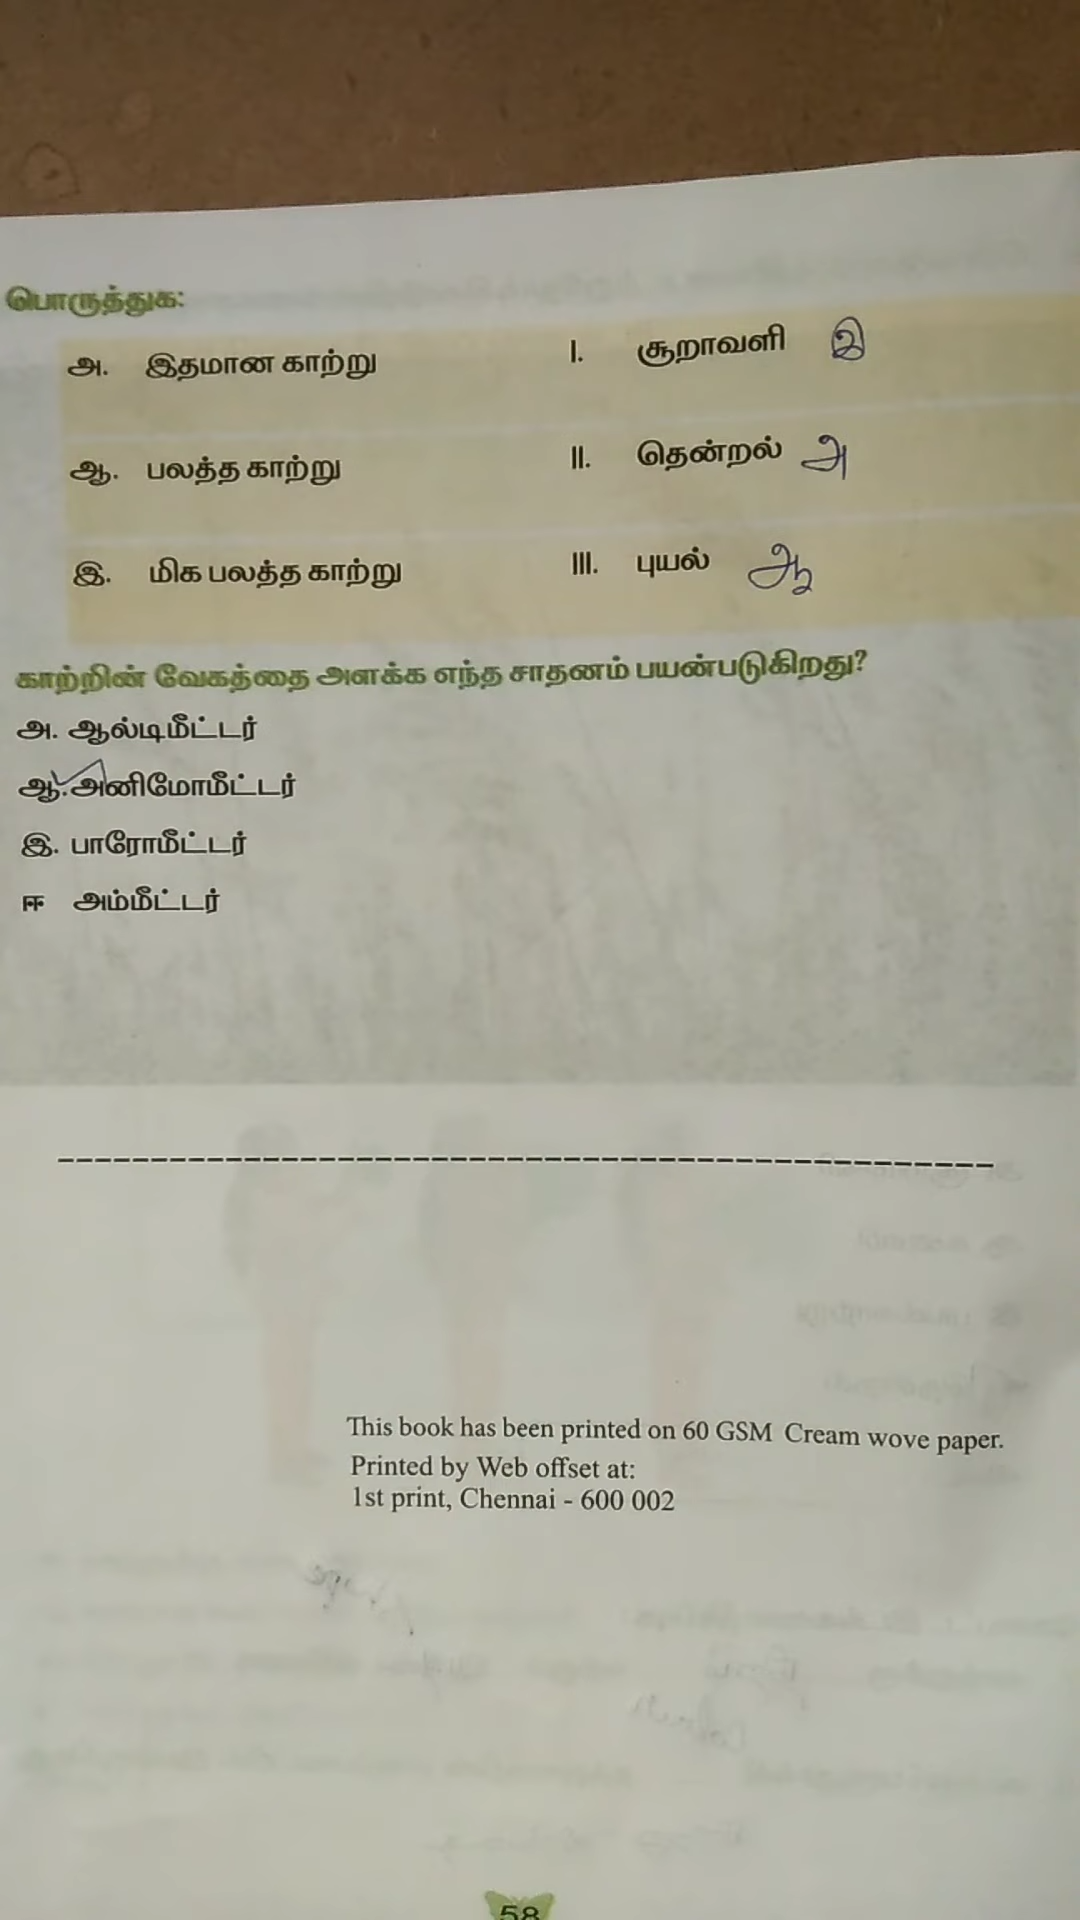 பொருத்துக:
அ. இதமான காற்று I. சூறாவளி இ
ஆ. பலத்த காற்று II. தென்றல் அ
இ. மிக பலத்த காற்று III. புயல் ஆ
காற்றின் வேகத்தை அளக்க எந்த சாதனம் பயன்படுகிறது?
அ. ஆல்டிமீட்டர்
ஆ. அனிமோமீட்டர்
இ. பாரோமீட்டர்
ஈ அம்மீட்டர்
This book has been printed on 60 GSM Cream wove paper.
Printed by Web offset at:
1st print, Chennai - 600 002
58